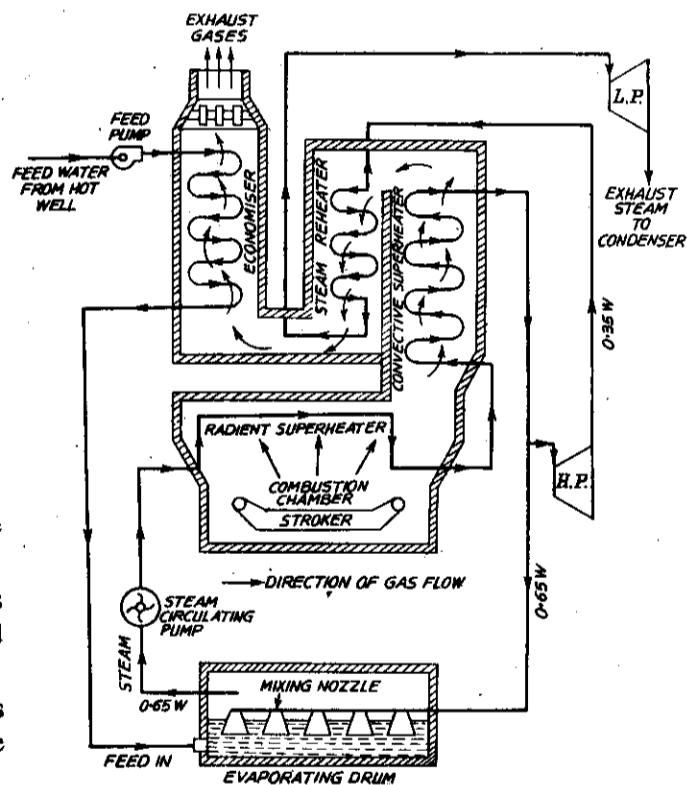 EXHAUST
GASES
FEED
PUMP
FEED WATER
FROM HOT
WELL
ECONOMISER
STEAM REHEATER
CONVECTIVE SUPERHEATER
L.P.
EXHAUST
STEAM
TO
CONDENSER
0·35 W
RADIENT SUPERHEATER
COMBUSTION
CHAMBER
STROKER
H.P.
DIRECTION OF GAS FLOW
STEAM
CIRCULATING
PUMP
STEAM
0·65 W
0·65 W
MIXING NOZZLE
FEED IN
EVAPORATING DRUM